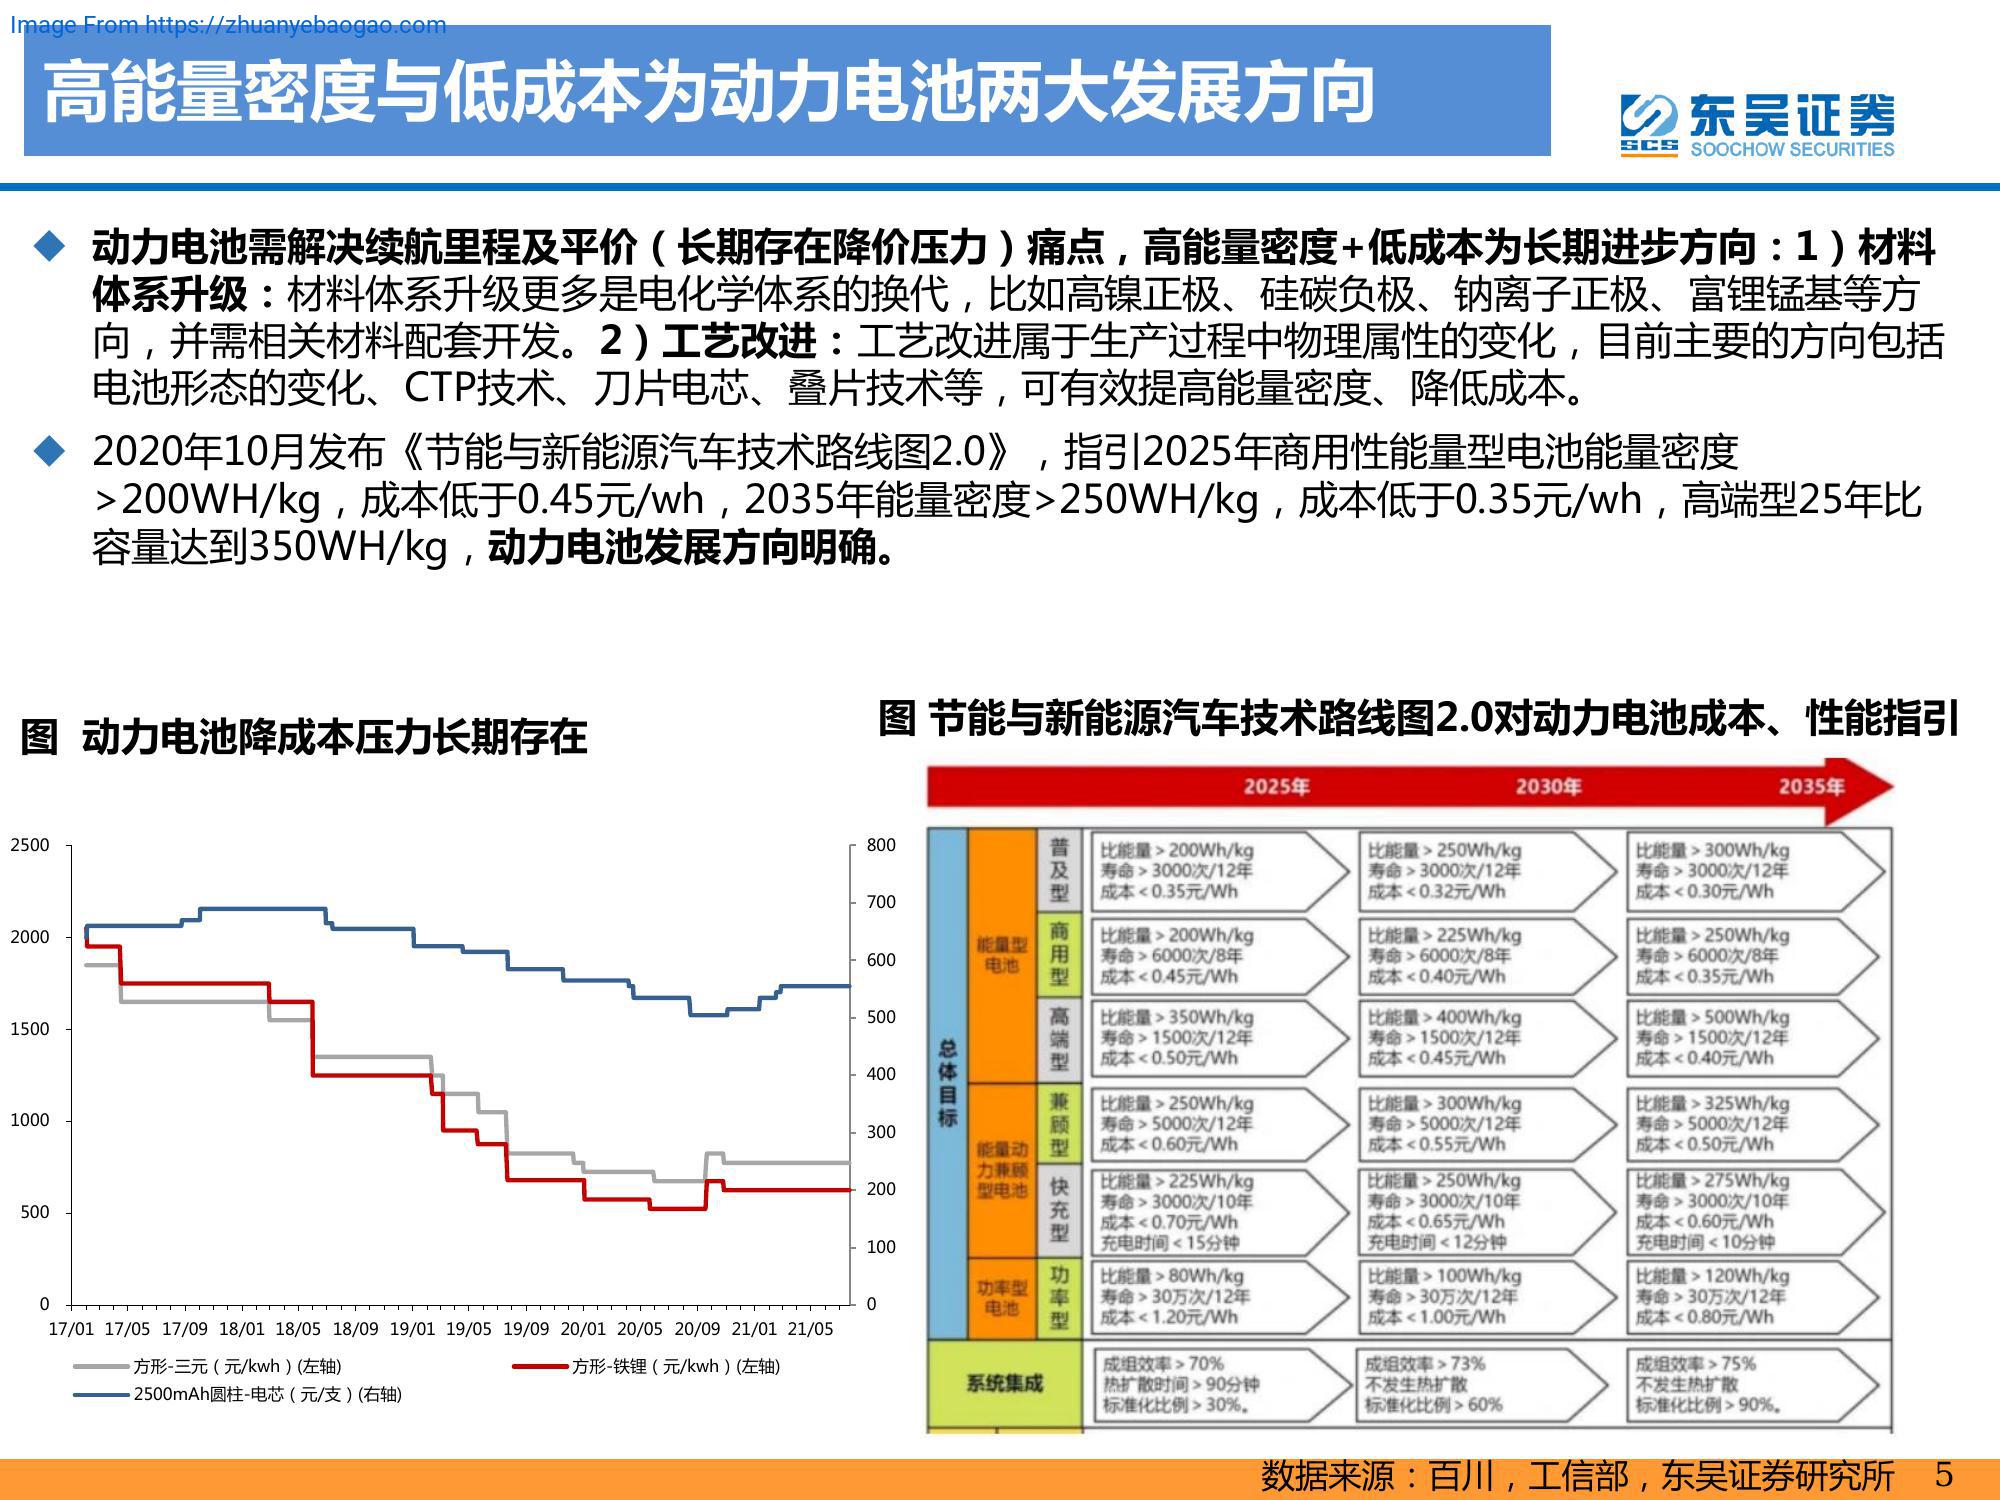 Image From https://zhuanyebaogao.com
高能量密度与低成本为动力电池两大发展方向
东吴证券
SCS
SOOCHOW SECURITIES
动力电池需解决续航里程及平价（长期存在降价压力）痛点，高能量密度+低成本为长期进步方向：1）材料
体系升级：材料体系升级更多是电化学体系的换代，比如高镍正极、硅碳负极、钠离子正极、富锂锰基等方
向，并需相关材料配套开发。2）工艺改进：工艺改进属于生产过程中物理属性的变化，目前主要的方向包括
电池形态的变化、CTP技术、刀片电芯、叠片技术等，可有效提高能量密度、降低成本。
2020年10月发布《节能与新能源汽车技术路线图2.0》，指引2025年商用性能量型电池能量密度
>200WH/kg，成本低于0.45元/wh，2035年能量密度>250WH/kg，成本低于0.35元/wh，高端型25年比
容量达到350WH/kg，动力电池发展方向明确。
图 动力电池降成本压力长期存在
2500
2000
1500
1000
500
0
800
700
600
500
400
300
200
100
0
17/01 17/05 17/09 18/01 18/05 18/09 19/01 19/05 19/09 20/01 20/05 20/09 21/01 21/05
方形-三元（元/kwh）(左轴)
方形-铁锂（元/kwh）(左轴)
2500mAh圆柱-电芯（元/支）(右轴)
图 节能与新能源汽车技术路线图2.0对动力电池成本、性能指引
2025年 2030年 2035年
总体目标
能量型
电池
普及型
比能量＞200Wh/kg
寿命＞3000次/12年
成本＜0.35元/Wh
比能量＞250Wh/kg
寿命＞3000次/12年
成本＜0.32元/Wh
比能量＞300Wh/kg
寿命＞3000次/12年
成本＜0.30元/Wh
商用型
比能量＞200Wh/kg
寿命＞6000次/8年
成本＜0.45元/Wh
比能量＞225Wh/kg
寿命＞6000次/8年
成本＜0.40元/Wh
比能量＞250Wh/kg
寿命＞6000次/8年
成本＜0.35元/Wh
高端型
比能量＞350Wh/kg
寿命＞1500次/12年
成本＜0.50元/Wh
比能量＞400Wh/kg
寿命＞1500次/12年
成本＜0.45元/Wh
比能量＞500Wh/kg
寿命＞1500次/12年
成本＜0.40元/Wh
能量动
力兼顾
型电池
兼顾型
比能量＞250Wh/kg
寿命＞5000次/12年
成本＜0.60元/Wh
比能量＞300Wh/kg
寿命＞5000次/12年
成本＜0.55元/Wh
比能量＞325Wh/kg
寿命＞5000次/12年
成本＜0.50元/Wh
快充型
比能量＞225Wh/kg
寿命＞3000次/10年
成本＜0.70元/Wh
充电时间＜15分钟
比能量＞250Wh/kg
寿命＞3000次/10年
成本＜0.65元/Wh
充电时间＜12分钟
比能量＞275Wh/kg
寿命＞3000次/10年
成本＜0.60元/Wh
充电时间＜10分钟
功率型
电池
功率型
比能量＞80Wh/kg
寿命＞30万次/12年
成本＜1.20元/Wh
比能量＞100Wh/kg
寿命＞30万次/12年
成本＜1.00元/Wh
比能量＞120Wh/kg
寿命＞30万次/12年
成本＜0.80元/Wh
系统集成
成组效率＞70%
热扩散时间＞90分钟
标准化比例＞30%。
成组效率＞73%
不发生热扩散
标准化比例＞60%
成组效率＞75%
不发生热扩散
标准化比例＞90%。
数据来源：百川，工信部，东吴证券研究所 5